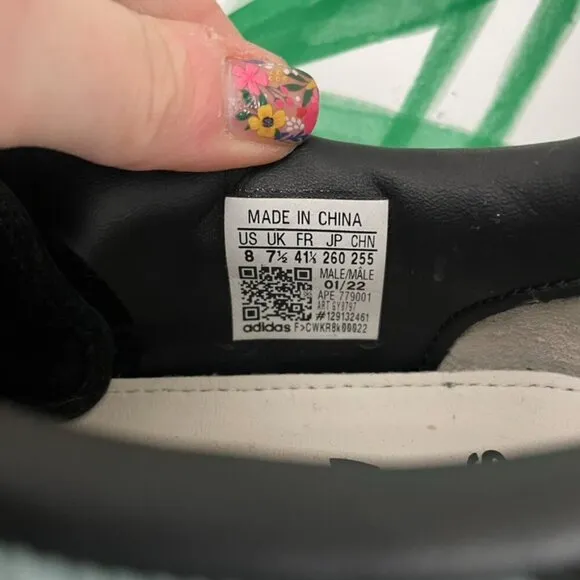 MADE IN CHINA
US UK FR JP CHN
8 7½ 41⅓ 260 255
MALE/MÂLE
01/22
APE 779001
ART GY8797
#129132461
adidas F>CWKR8k00022